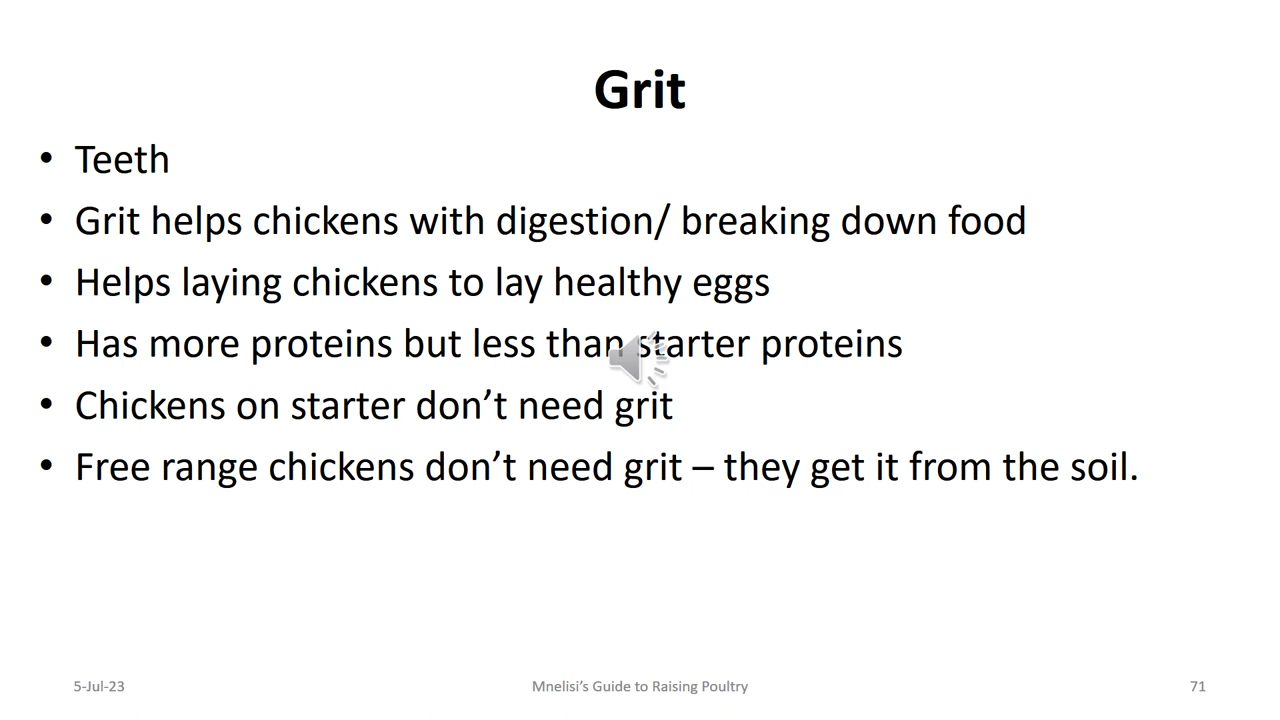 Grit
• Teeth
• Grit helps chickens with digestion/ breaking down food
• Helps laying chickens to lay healthy eggs
• Has more proteins but less than starter proteins
• Chickens on starter don’t need grit
• Free range chickens don’t need grit – they get it from the soil.
5-Jul-23
Mnelisi’s Guide to Raising Poultry
71